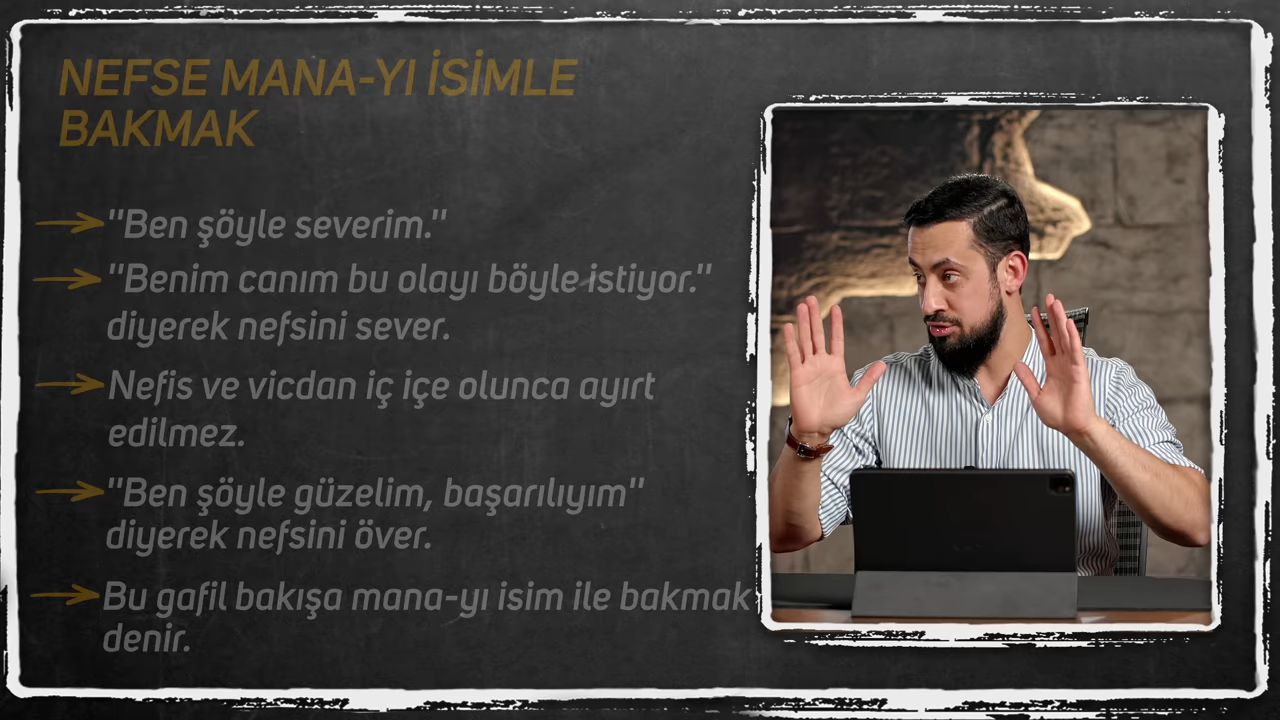 NEFSE MANA-YI İSİMLE
BAKMAK
"Ben şöyle severim."
"Benim canım bu olayı böyle istiyor."
diyerek nefsini sever.
Nefis ve vicdan iç içe olunca ayırt
edilmez.
"Ben şöyle güzelim, başarılıyım"
diyerek nefsini över.
Bu gafil bakışa mana-yı isim ile bakmak
denir.